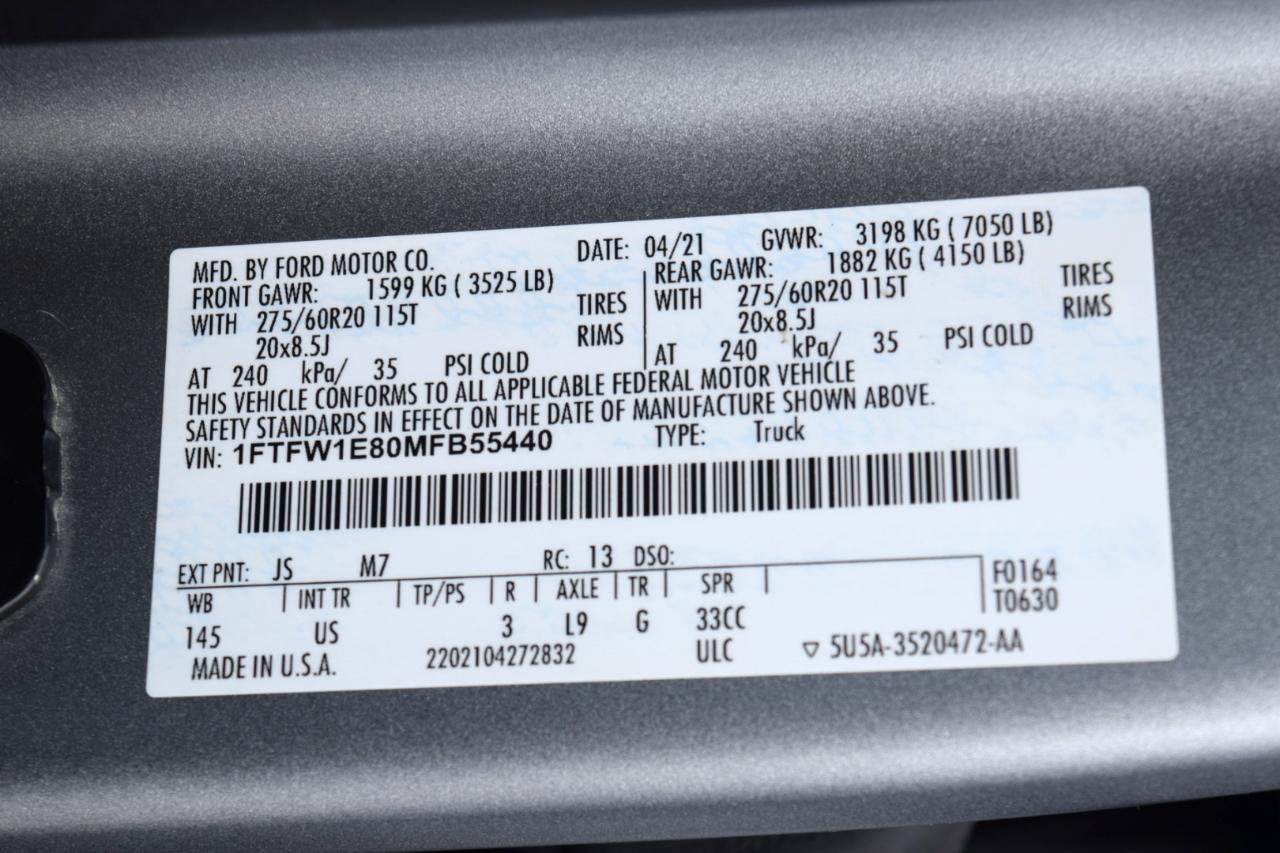 MFD. BY FORD MOTOR CO. DATE: 04/21 GVWR: 3198 KG ( 7050 LB)
FRONT GAWR: 1599 KG ( 3525 LB) REAR GAWR: 1882 KG ( 4150 LB)
WITH 275/60R20 115T TIRES WITH 275/60R20 115T TIRES
20x8.5J RIMS 20x8.5J RIMS
AT 240 kPa/ 35 PSI COLD AT 240 kPa/ 35 PSI COLD
THIS VEHICLE CONFORMS TO ALL APPLICABLE FEDERAL MOTOR VEHICLE
SAFETY STANDARDS IN EFFECT ON THE DATE OF MANUFACTURE SHOWN ABOVE.
VIN: 1FTFW1E80MFB55440 TYPE: Truck
EXT PNT: JS M7 RC: 13 DSO:
WB INT TR TP/PS R AXLE TR SPR F0164
T0630
145 US 3 L9 G 33CC
MADE IN U.S.A. 2202104272832 ULC ▽ 5U5A-3520472-AA